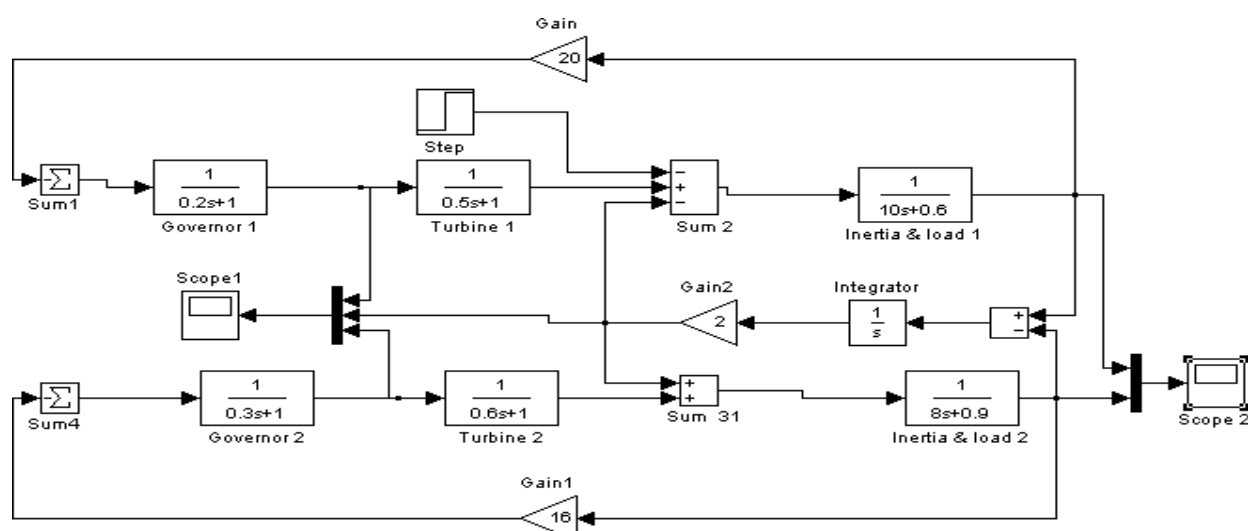 Gain
20
Step
Sum1
1
0.2s+1
Governor 1
1
0.5s+1
Turbine 1
Sum 2
1
10s+0.6
Inertia & load 1
Scope1
Gain2
2
Integrator
1
s
Sum4
1
0.3s+1
Governor 2
1
0.6s+1
Turbine 2
Sum 31
1
8s+0.9
Inertia & load 2
Scope 2
Gain1
16